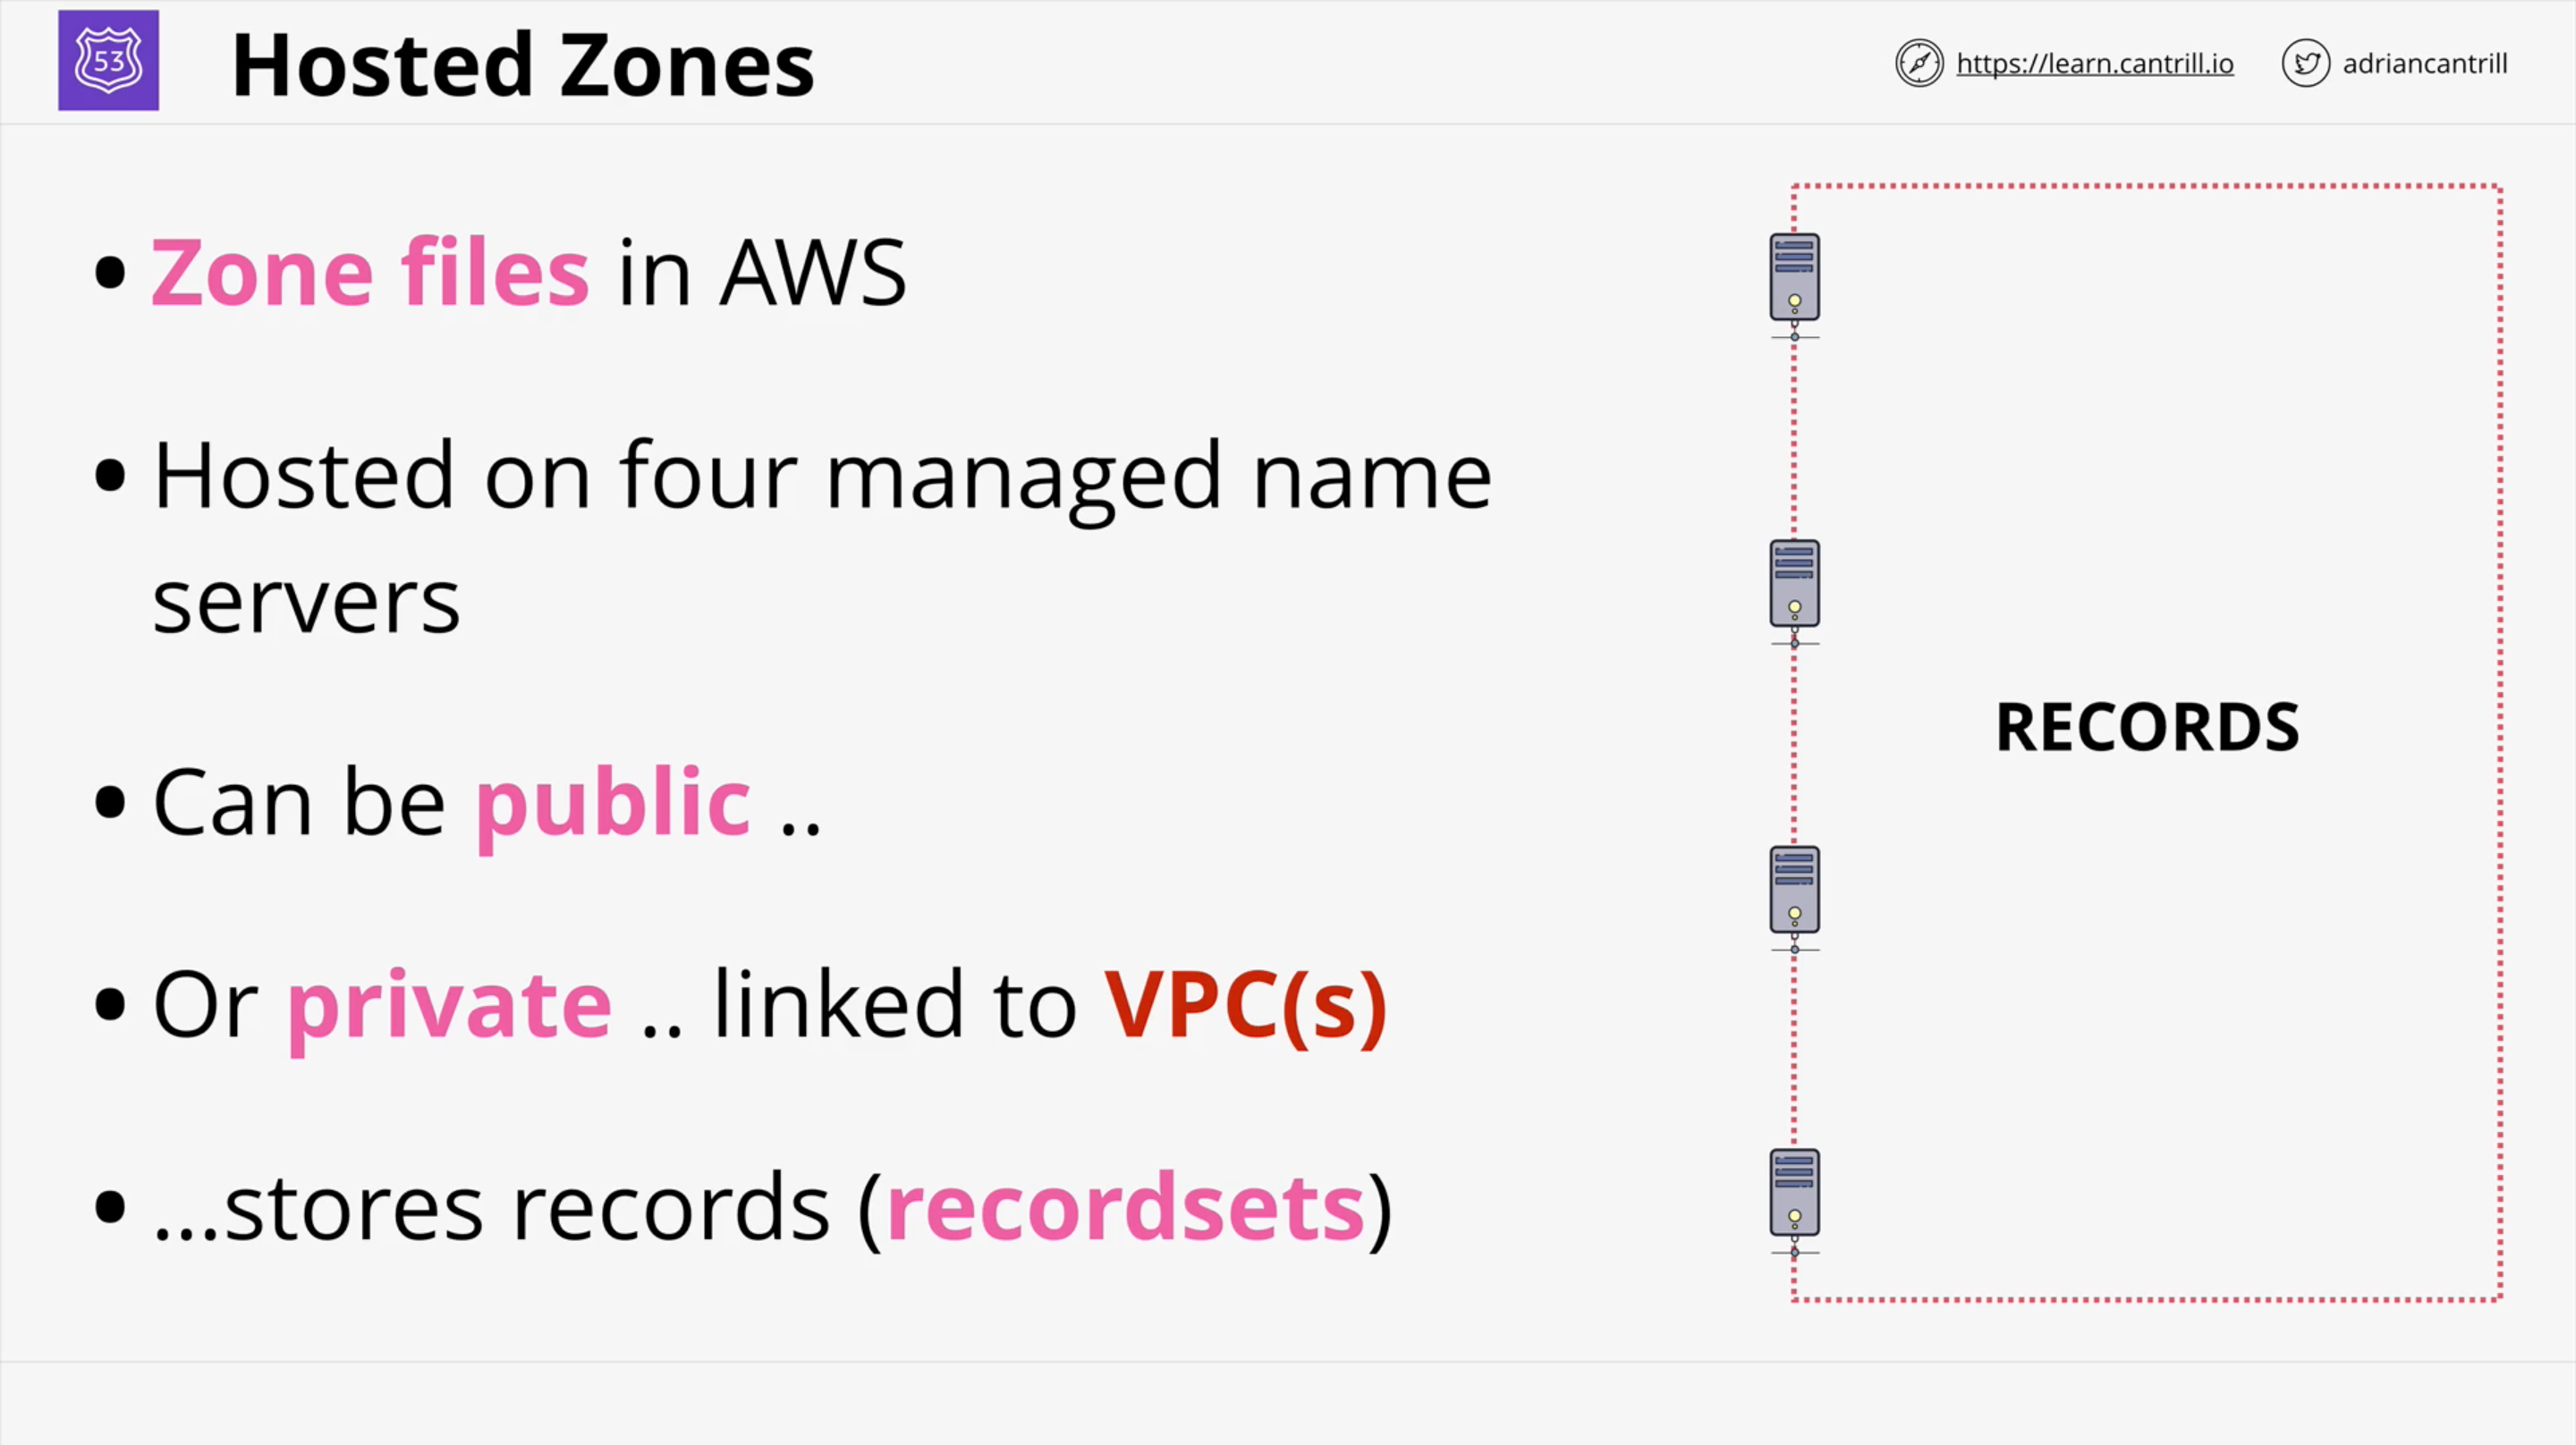 53
Hosted Zones
https://learn.cantrill.io
adriancantrill
• Zone files in AWS
• Hosted on four managed name
servers
• Can be public ..
• Or private .. linked to VPC(s)
• ...stores records (recordsets)
RECORDS